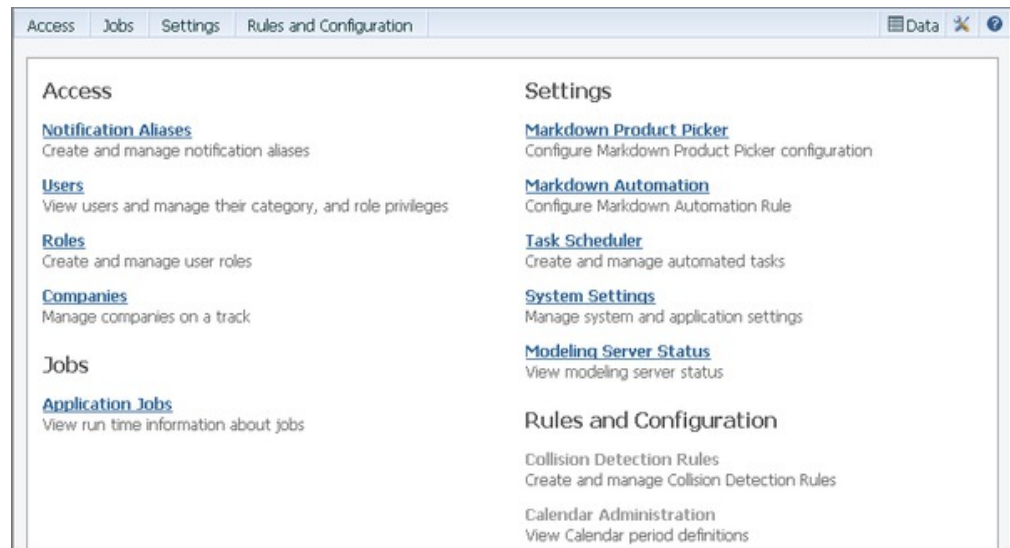 Access Jobs Settings Rules and Configuration Data
Access
Notification Aliases
Create and manage notification aliases
Users
View users and manage their category, and role privileges
Roles
Create and manage user roles
Companies
Manage companies on a track
Jobs
Application Jobs
View run time information about jobs
Settings
Markdown Product Picker
Configure Markdown Product Picker configuration
Markdown Automation
Configure Markdown Automation Rule
Task Scheduler
Create and manage automated tasks
System Settings
Manage system and application settings
Modeling Server Status
View modeling server status
Rules and Configuration
Collision Detection Rules
Create and manage Collision Detection Rules
Calendar Administration
View Calendar period definitions